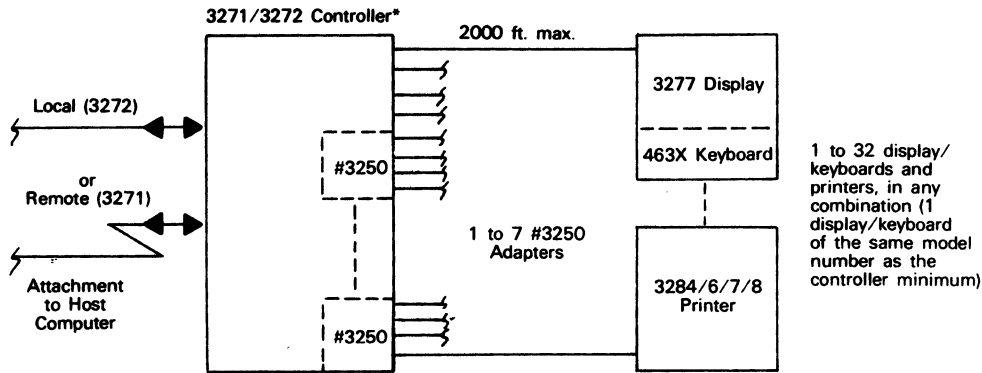 3271/3272 Controller*
2000 ft. max.
3277 Display
463X Keyboard
Local (3272)
or
Remote (3271)
Attachment
to Host
Computer
#3250
#3250
1 to 7 #3250
Adapters
3284/6/7/8
Printer
1 to 32 display/
keyboards and
printers, in any
combination (1
display/keyboard
of the same model
number as the
controller minimum)